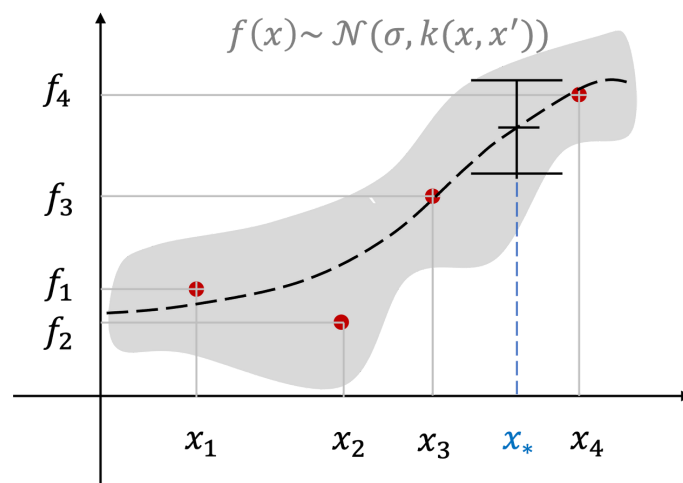 f(x)~ 𝒩(σ, k(x, x′))
f₄
f₃
f₁
f₂
x₁ x₂ x₃ x* x₄